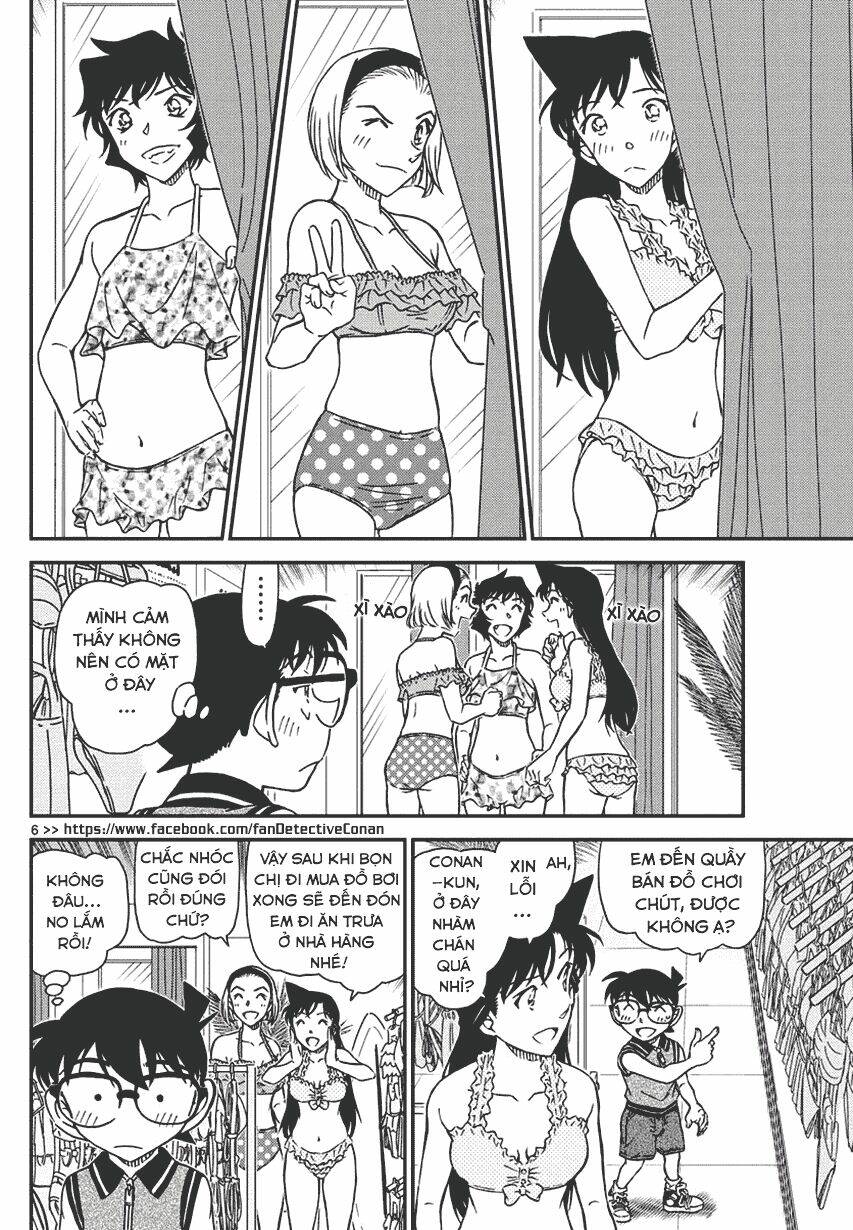 ......
MÌNH CẢM
THẤY KHÔNG
NÊN CÓ MẶT
Ở ĐÂY
...
XÌ XÀO
XÌ XÀO
6 >> https://www.facebook.com/fanDetectiveConan
EM ĐẾN QUẦY
BÁN ĐỒ CHƠI
CHÚT, ĐƯỢC
KHÔNG Ạ?
AH,
XIN
LỖI
...
CONAN
-KUN,
Ở ĐÂY
NHÀM
CHÁN
QUÁ
NHỈ?
VẬY SAU KHI BỌN
CHỊ ĐI MUA ĐỒ BƠI
XONG SẼ ĐẾN ĐÓN
EM ĐI ĂN TRƯA
Ở NHÀ HÀNG
NHÉ!
CHẮC NHÓC
CŨNG ĐÓI
RỒI ĐÚNG
CHỨ?
KHÔNG
ĐÂU...
NO LẮM
RỒI!